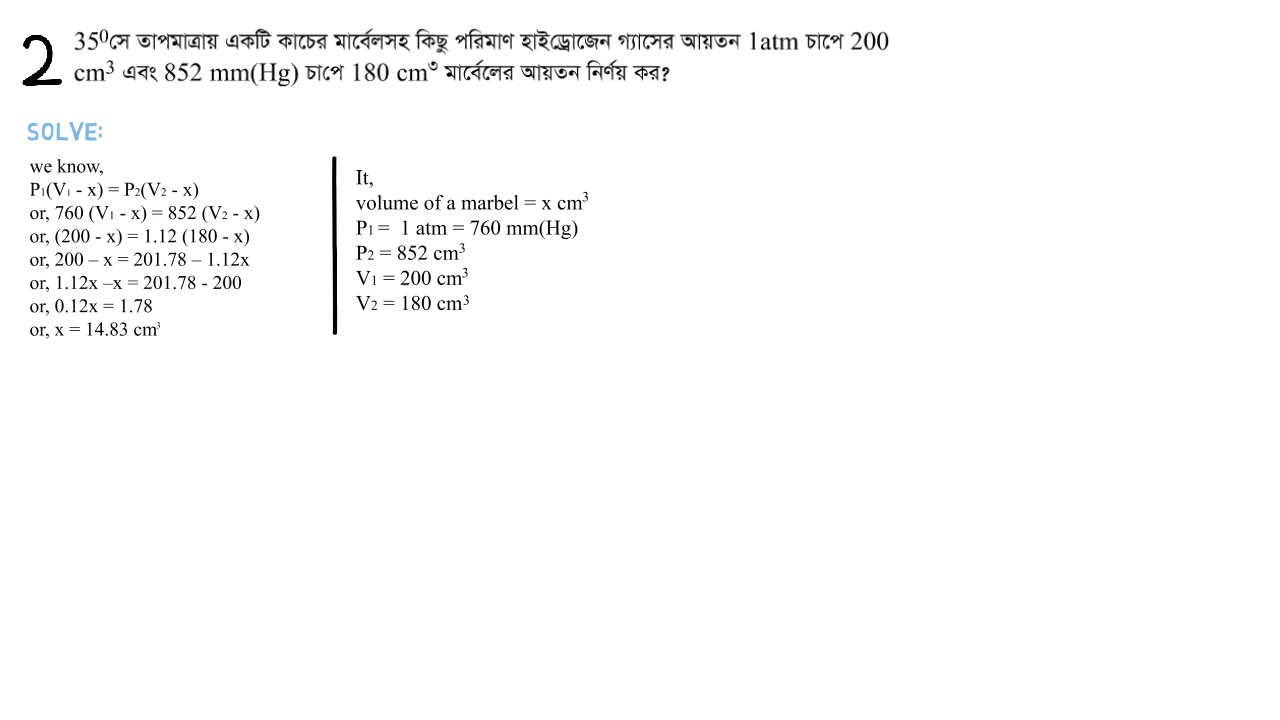 2
35⁰সে তাপমাত্রায় একটি কাচের মার্বেলসহ কিছু পরিমাণ হাইড্রোজেন গ্যাসের আয়তন 1atm চাপে 200
cm³ এবং 852 mm(Hg) চাপে 180 cm³ মার্বেলের আয়তন নির্ণয় কর?
SOLVE:
we know,
P₁(V₁ - x) = P₂(V₂ - x)
or, 760 (V₁ - x) = 852 (V₂ - x)
or, (200 - x) = 1.12 (180 - x)
or, 200 – x = 201.78 – 1.12x
or, 1.12x –x = 201.78 - 200
or, 0.12x = 1.78
or, x = 14.83 cm³
It,
volume of a marbel = x cm³
P₁ = 1 atm = 760 mm(Hg)
P₂ = 852 cm³
V₁ = 200 cm³
V₂ = 180 cm³